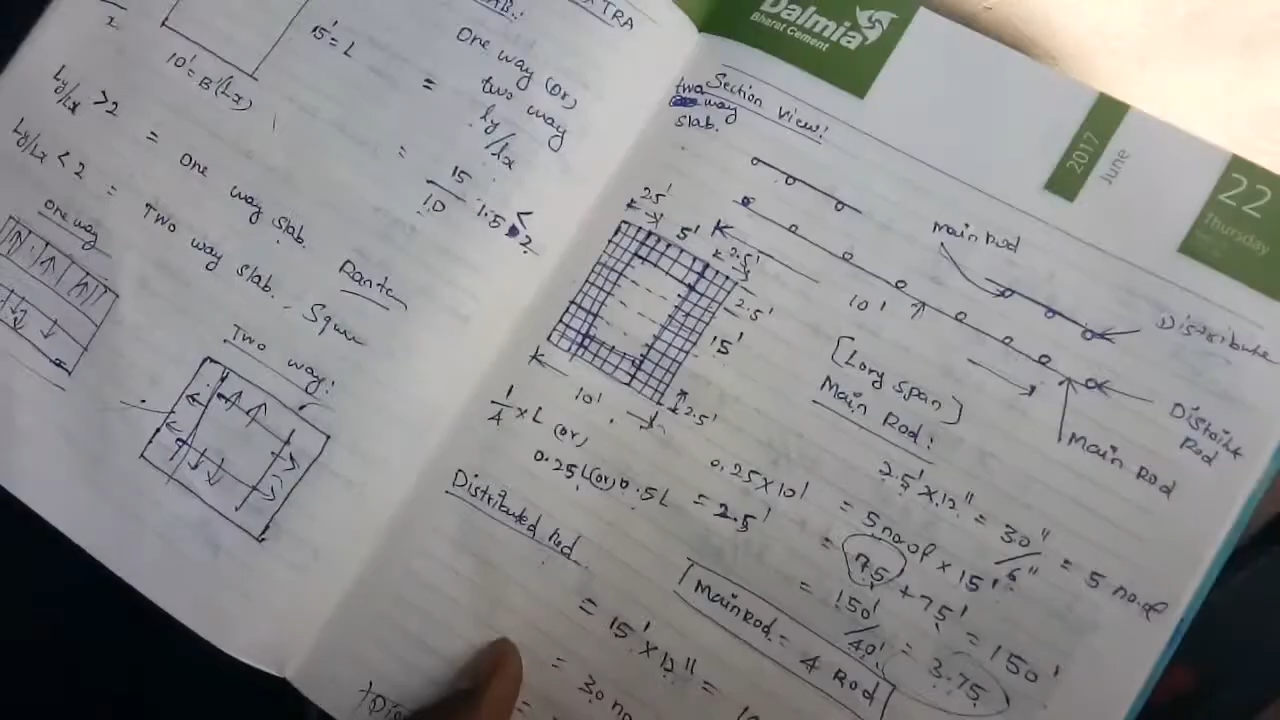 XTRA
15' = L
10' = B'(Lx)
Ly/Lx > 2 = one way slab.
Ly/Lx < 2 = Two way slab.
one way
Two way:
One way (or)
= two way
ly/lx
= 15/10 1.5 < 2
Dalmia
Bharat Cement
2017
June
22
Thursday
Section View:
two way
slab.
2.5'
5'
2.5'
2.5'
15'
10'
2.5'
10'
Main Rod
Distribute
Main Rod
[Long span]
Main Rod:
1/4 × L (or)
0.25L (or) 0.5L = 2.5'
0.25×10'
2.5' × 12" = 30"/6" = 5 no.of
= 5 no.of × 15'
= 75 + 75' = 150'
= 150'/40' = 3.75
Main Rod = 4 Rod
Distributed Rod
= 15' × 12" =
= 30 no